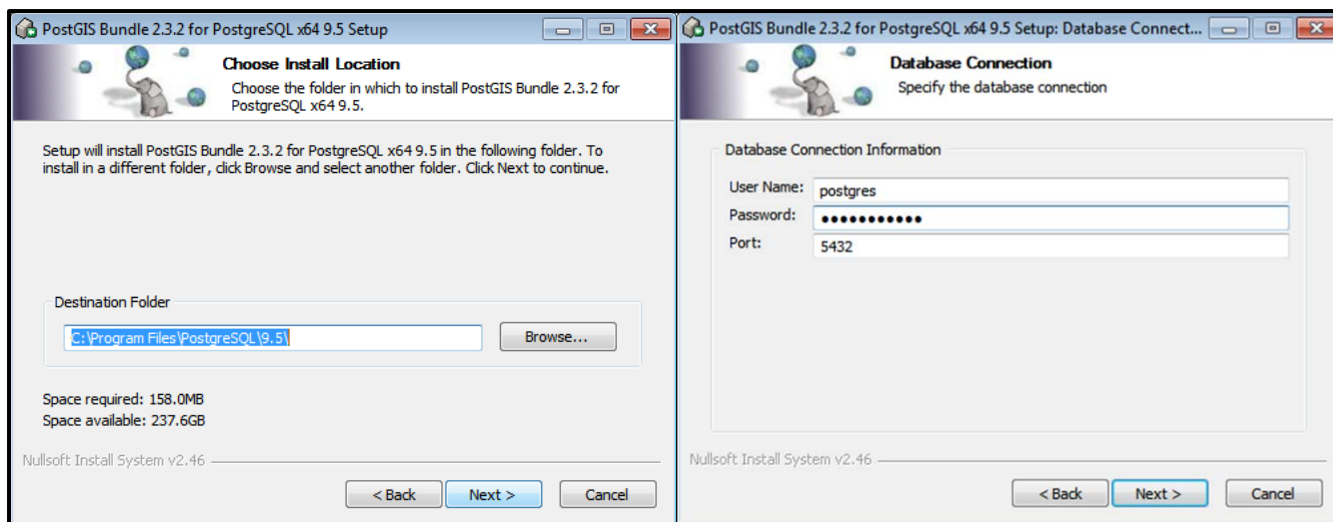 PostGIS Bundle 2.3.2 for PostgreSQL x64 9.5 Setup
Choose Install Location
Choose the folder in which to install PostGIS Bundle 2.3.2 for
PostgreSQL x64 9.5.
Setup will install PostGIS Bundle 2.3.2 for PostgreSQL x64 9.5 in the following folder. To
install in a different folder, click Browse and select another folder. Click Next to continue.
Destination Folder
C:\Program Files\PostgreSQL\9.5\
Browse...
Space required: 158.0MB
Space available: 237.6GB
Nullsoft Install System v2.46
< Back
Next >
Cancel
PostGIS Bundle 2.3.2 for PostgreSQL x64 9.5 Setup: Database Connect...
Database Connection
Specify the database connection
Database Connection Information
User Name: postgres
Password: ●●●●●●●●●●●
Port: 5432
Nullsoft Install System v2.46
< Back
Next >
Cancel